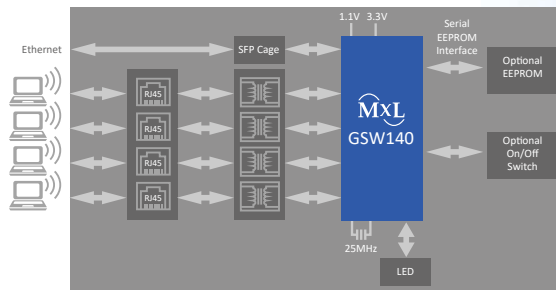 1.1V 3.3V
Ethernet
SFP Cage
Serial
EEPROM
Interface
Optional
EEPROM
RJ45
RJ45
RJ45
RJ45
MxL
GSW140
Optional
On/Off
Switch
25MHz
LED